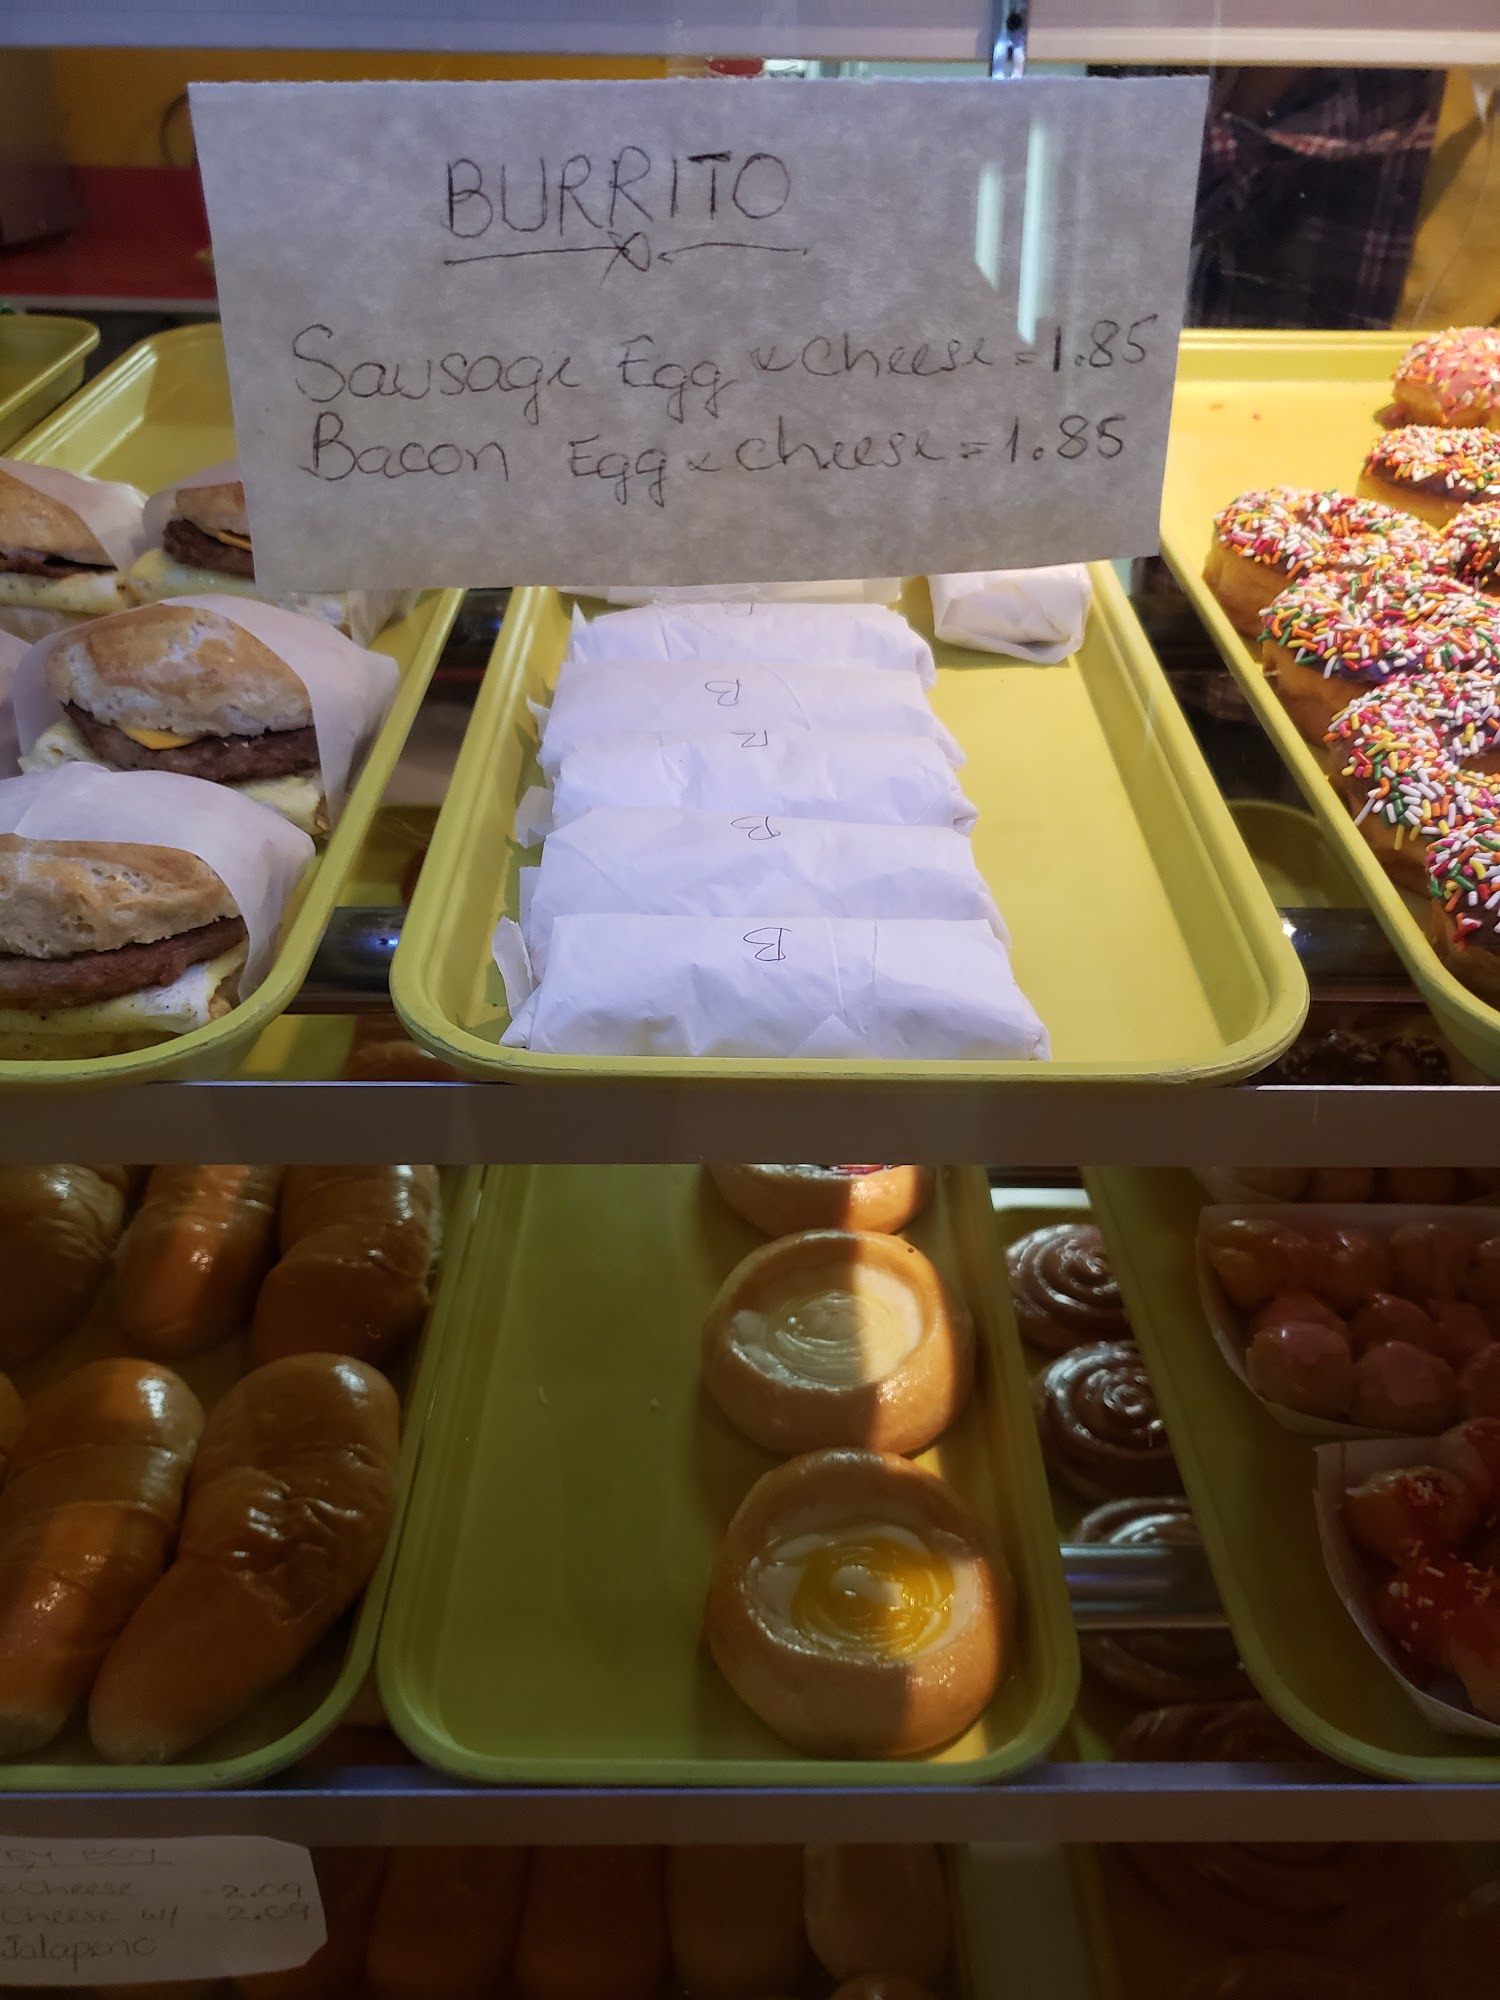 BURRITO
Sausage Egg & cheese = 1.85
Bacon Egg & cheese = 1.85
B
B
B
B
Cheese = 2.09
Cheese w/ = 2.09
Jalapeno